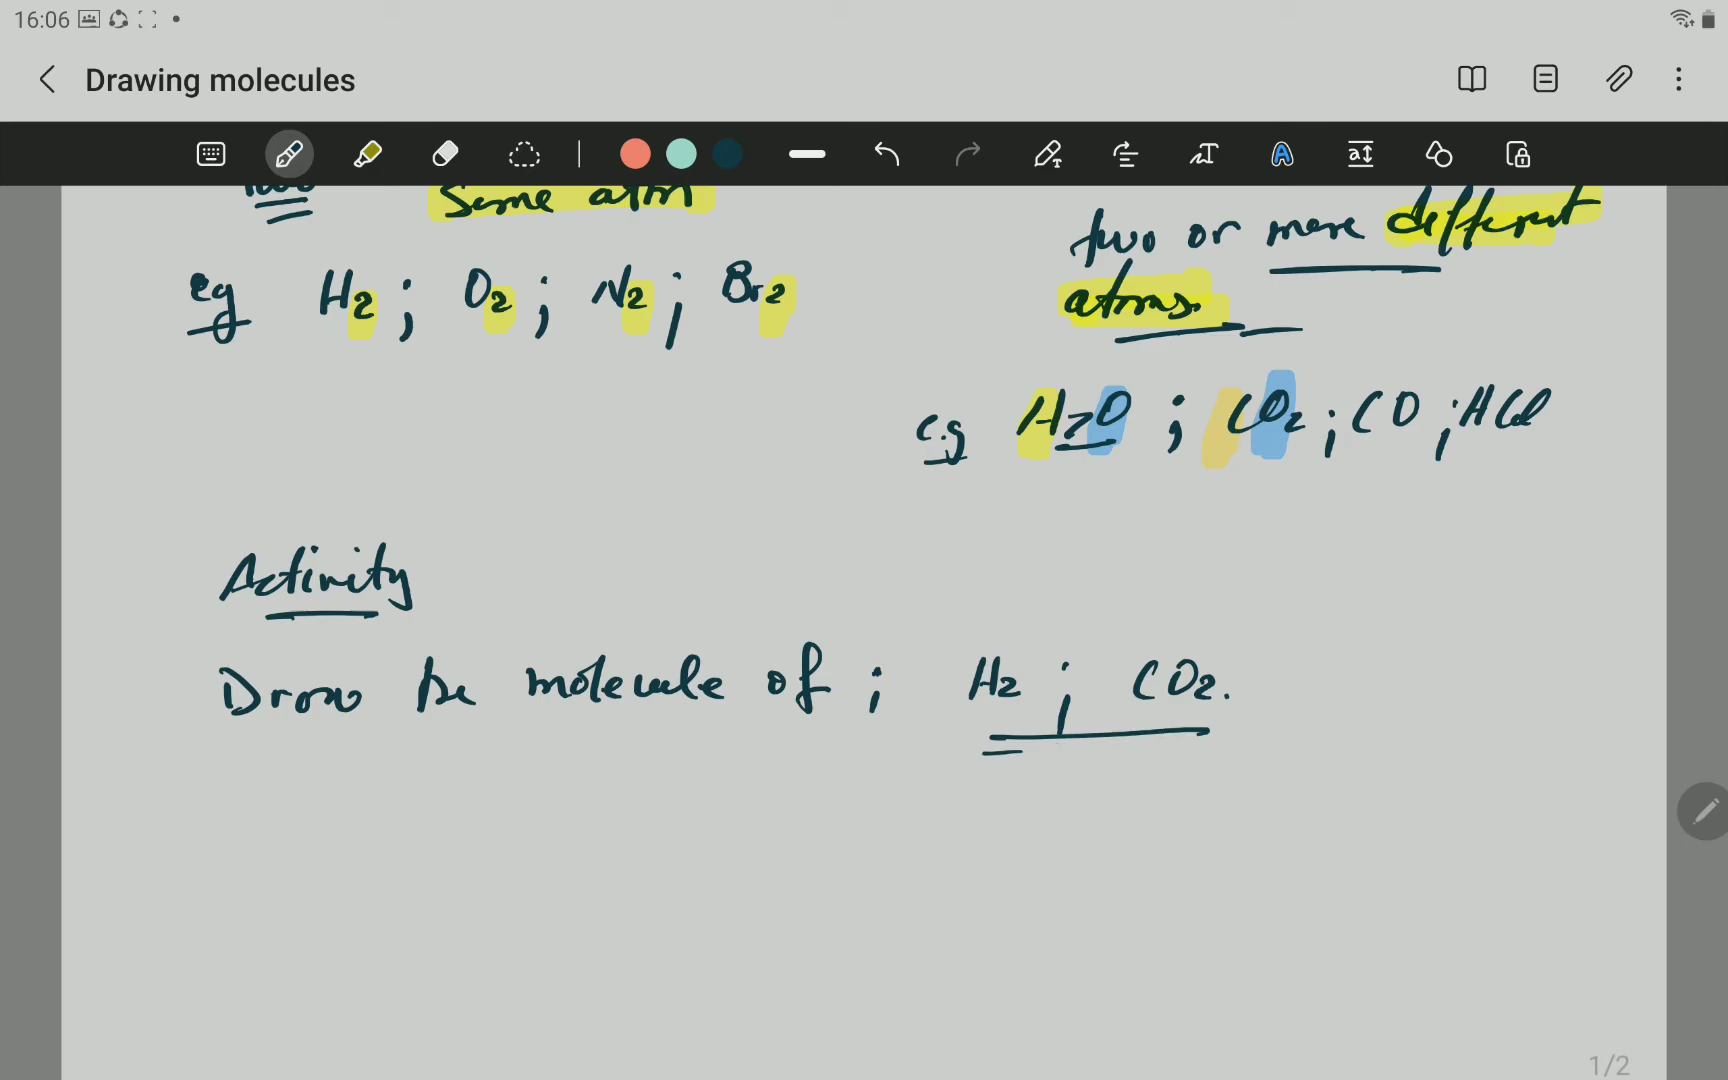 16:06
Drawing molecules
Same atom
two or more different
atoms.
eg H2 ; O2 ; N2 ; Br2
e.g H2O ; CO2 ; CO ; HCl
Activity
Draw the molecule of ; H2 ; CO2.
1/2